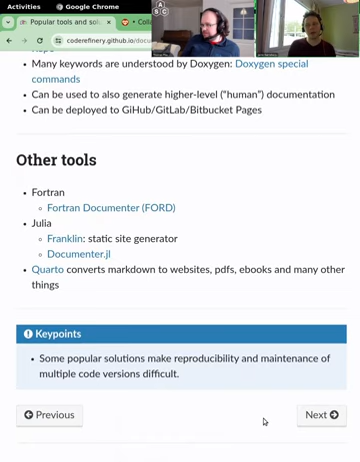 Activities
Google Chrome
Popular tools and solu
Colla
coderefinery.github.io/docu
Many keywords are understood by Doxygen: Doxygen special
commands
Can be used to also generate higher-level ("human") documentation
Can be deployed to GiHub/GitLab/Bitbucket Pages
Other tools
Fortran
Fortran Documenter (FORD)
Julia
Franklin: static site generator
Documenter.jl
Quarto converts markdown to websites, pdfs, ebooks and many other
things
Keypoints
Some popular solutions make reproducibility and maintenance of
multiple code versions difficult.
Previous
Next